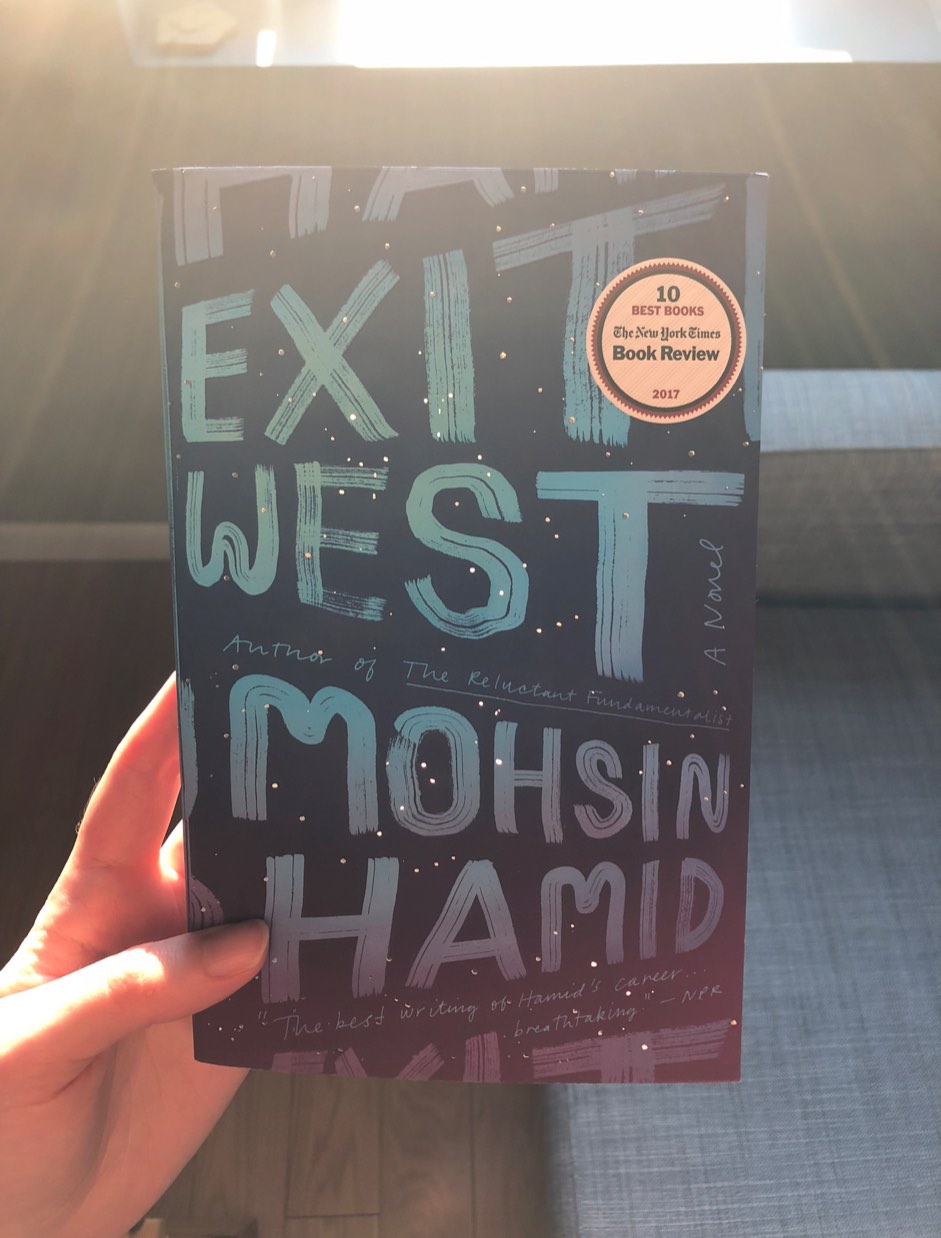 EXIT
10
BEST BOOKS
The New York Times
Book Review
2017
WEST
A Novel
Author of The Reluctant Fundamentalist
MOHSIN
HAMID
"The best writing of Hamid's career...
breathtaking." — NPR
EXIT